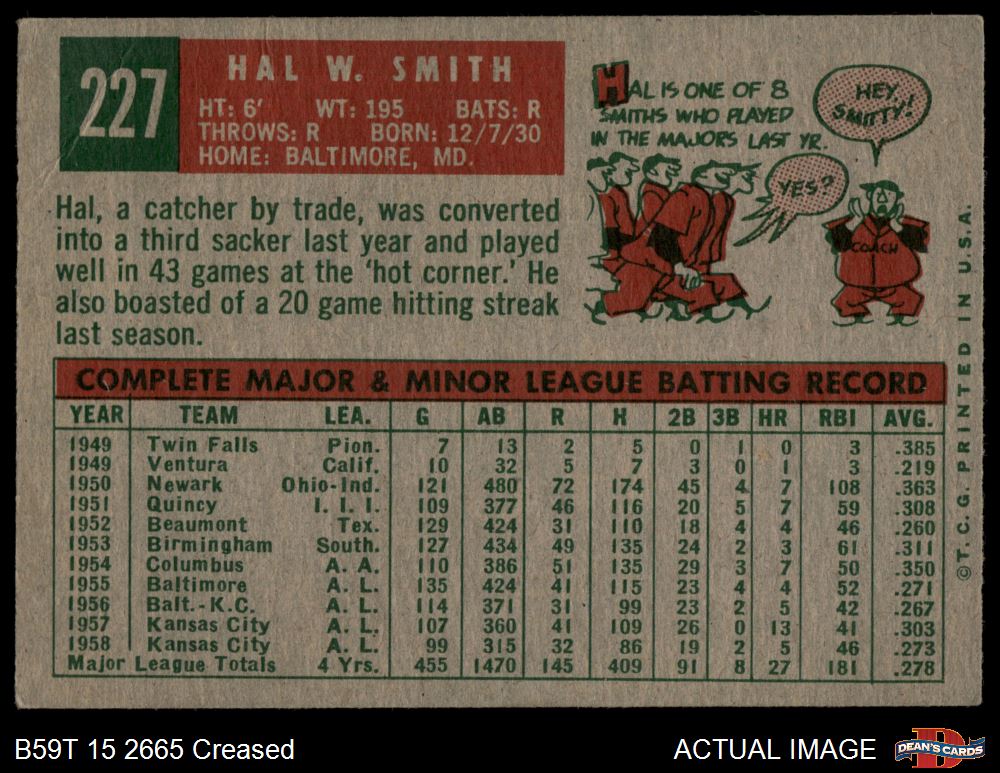 227
HAL W. SMITH
HT: 6' WT: 195 BATS: R
THROWS: R BORN: 12/7/30
HOME: BALTIMORE, MD.
HAL IS ONE OF 8
SMITHS WHO PLAYED
IN THE MAJORS LAST YR.
HEY,
SMITTY!
YES?
COACH
Hal, a catcher by trade, was converted
into a third sacker last year and played
well in 43 games at the 'hot corner.' He
also boasted of a 20 game hitting streak
last season.
COMPLETE MAJOR & MINOR LEAGUE BATTING RECORD
YEAR TEAM LEA. G AB R H 2B 3B HR RBI AVG.
1949 Twin Falls Pion. 7 13 2 5 0 1 0 3 .385
1949 Ventura Calif. 10 32 5 7 3 0 1 3 .219
1950 Newark Ohio-Ind. 121 480 72 174 45 4 7 108 .363
1951 Quincy I. I. I. 109 377 46 116 20 5 7 59 .308
1952 Beaumont Tex. 129 424 31 110 18 4 4 46 .260
1953 Birmingham South. 127 434 49 135 24 2 3 61 .311
1954 Columbus A. A. 110 386 51 135 29 3 7 50 .350
1955 Baltimore A. L. 135 424 41 115 23 4 4 52 .271
1956 Balt.-K.C. A. L. 114 371 31 99 23 2 5 42 .267
1957 Kansas City A. L. 107 360 41 109 26 0 13 41 .303
1958 Kansas City A. L. 99 315 32 86 19 2 5 46 .273
Major League Totals 4 Yrs. 455 1470 145 409 91 8 27 181 .278
©T.C.G. PRINTED IN U.S.A.
B59T 15 2665 Creased
ACTUAL IMAGE
D
DEAN'S CARDS